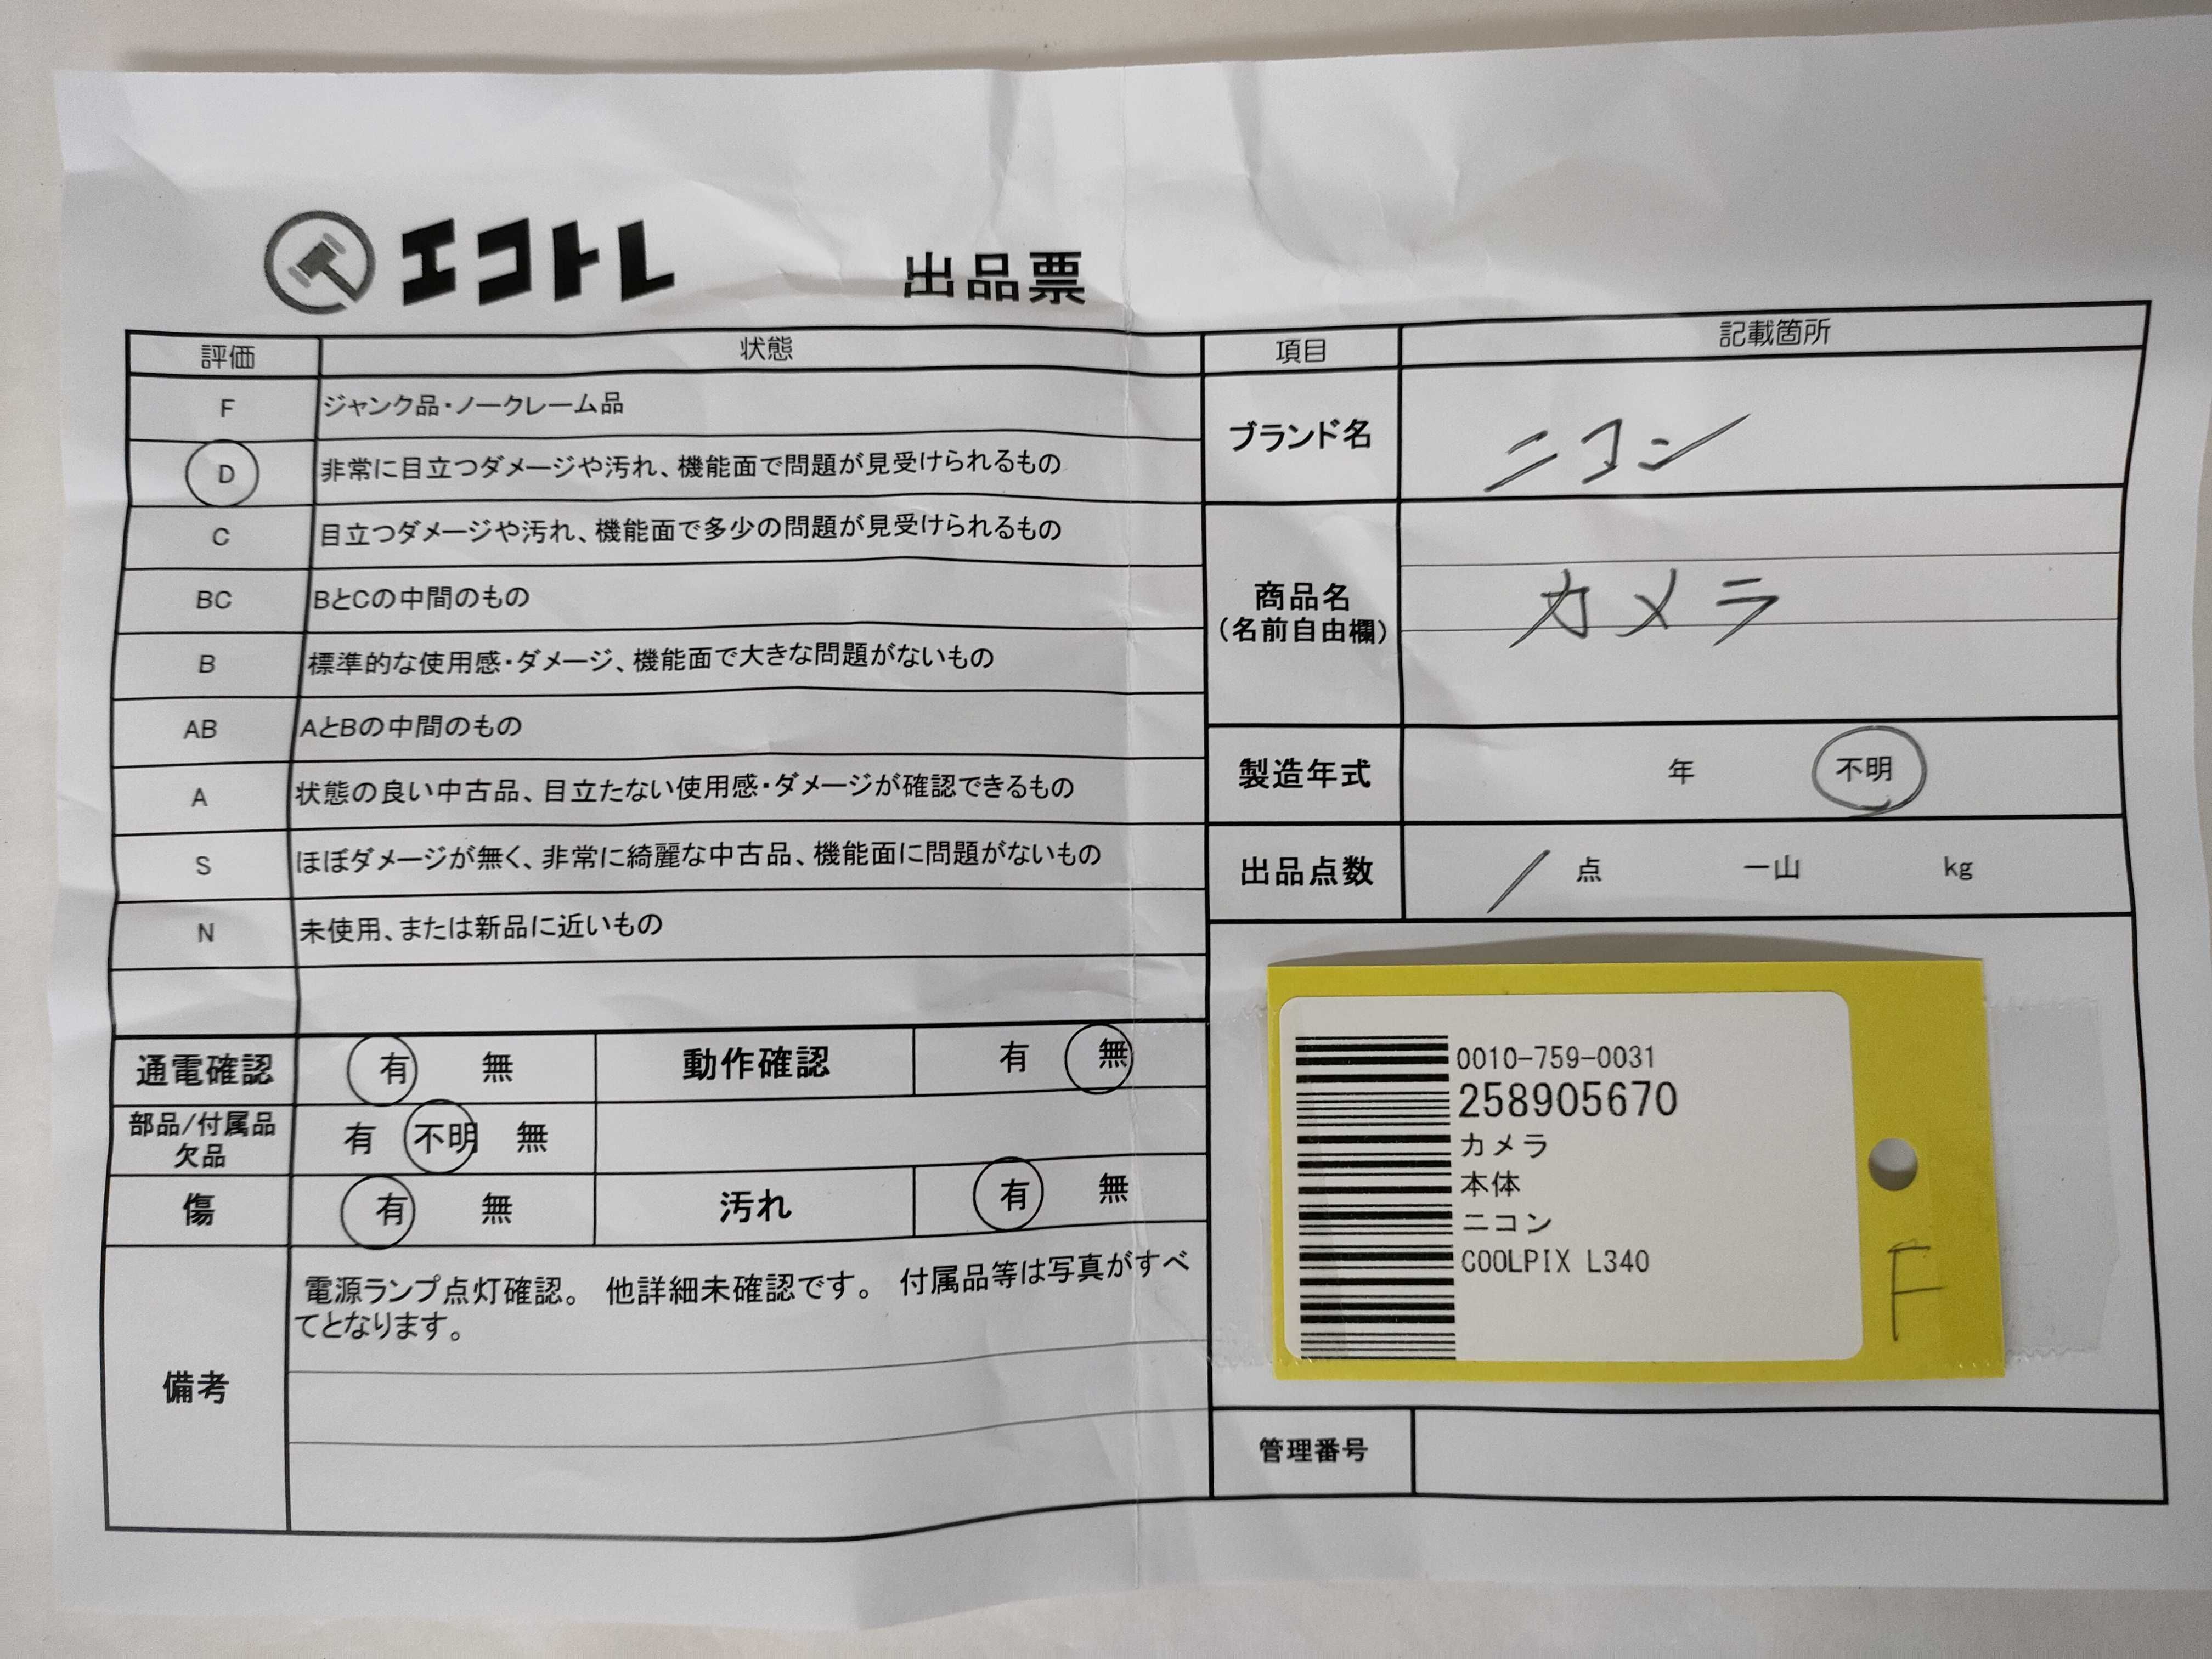 エコトレ 出品票
評価 状態
F ジャンク品・ノークレーム品
D 非常に目立つダメージや汚れ、機能面で問題が見受けられるもの
C 目立つダメージや汚れ、機能面で多少の問題が見受けられるもの
BC BとCの中間のもの
B 標準的な使用感・ダメージ、機能面で大きな問題がないもの
AB AとBの中間のもの
A 状態の良い中古品、目立たない使用感・ダメージが確認できるもの
S ほぼダメージが無く、非常に綺麗な中古品、機能面に問題がないもの
N 未使用、または新品に近いもの
通電確認 有 無 動作確認 有 無
部品/付属品
欠品 有 不明 無
傷 有 無 汚れ 有 無
備考
電源ランプ点灯確認。 他詳細未確認です。 付属品等は写真がすべ
てとなります。
項目 記載箇所
ブランド名 ニコン
商品名
(名前自由欄) カメラ
製造年式 年 不明
出品点数 / 点 一山 kg
0010-759-0031
258905670
カメラ
本体
ニコン
COOLPIX L340
F
管理番号